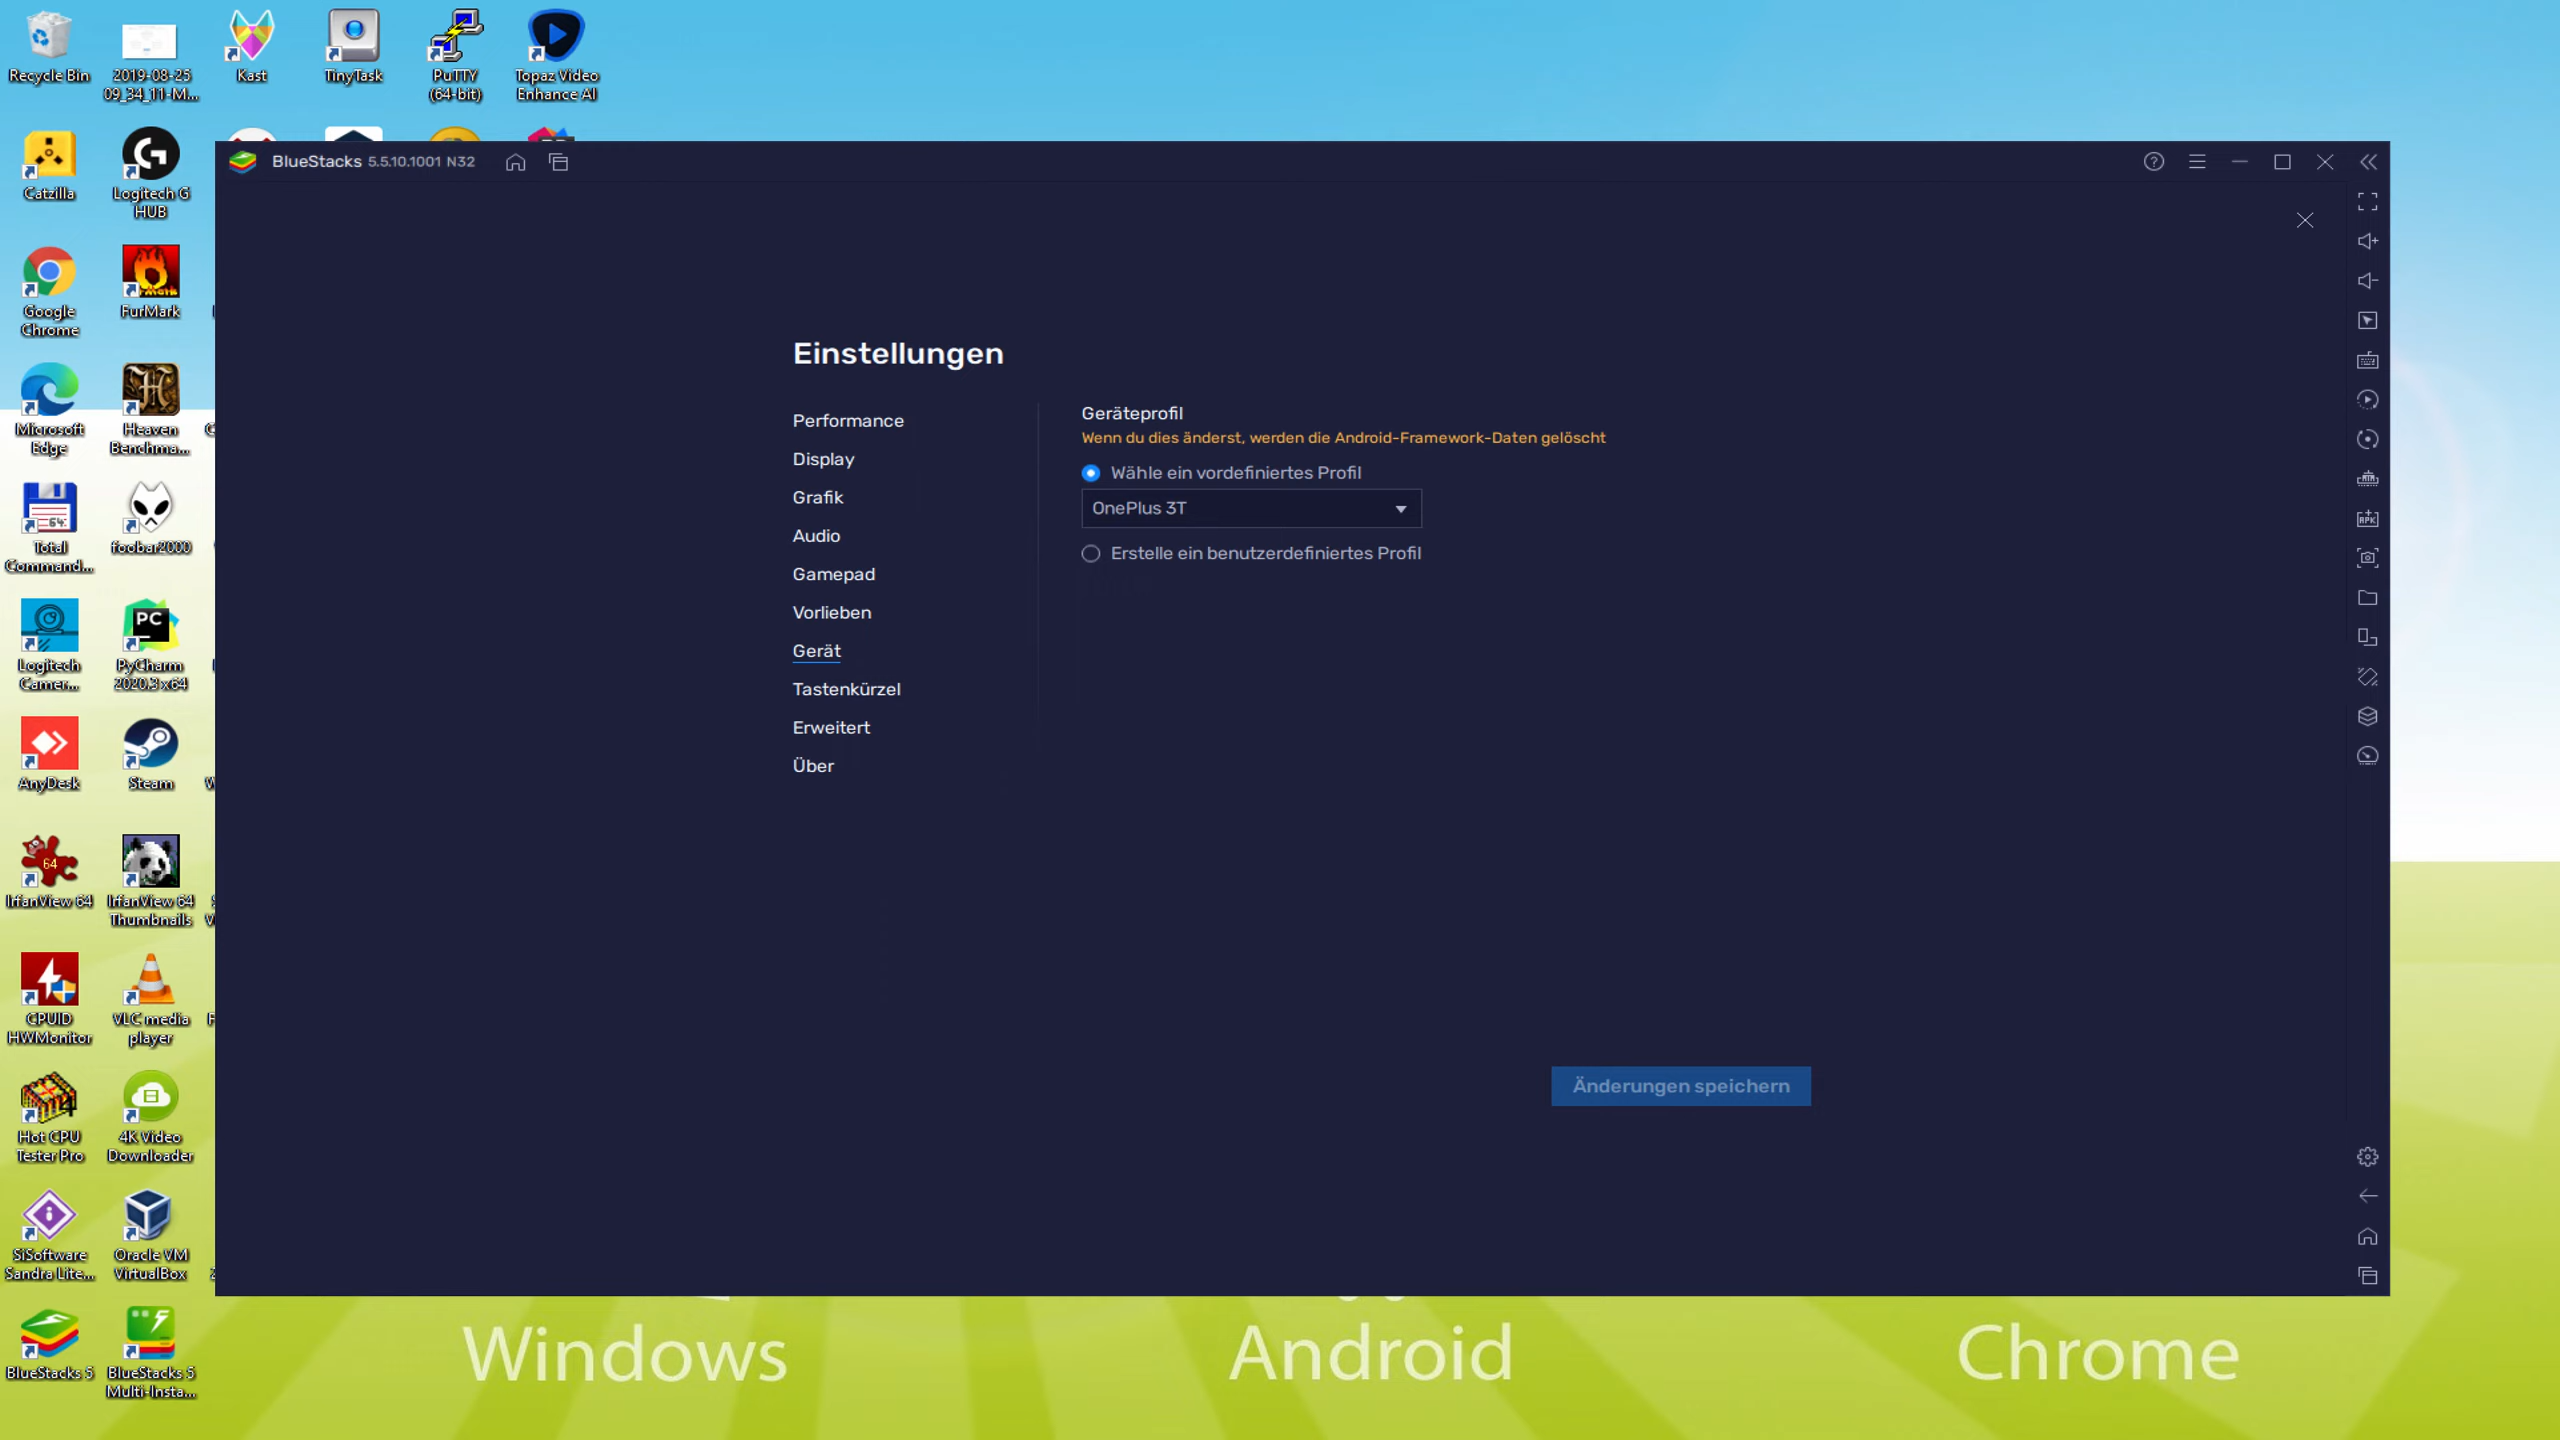 Recycle Bin
2019-08-25
09_34_11-M...
Kast
TinyTask
PuTTY
(64-bit)
Topaz Video
Enhance AI
Catzilla
Logitech G
HUB
Google
Chrome
FurMark
Microsoft
Edge
Heaven
Benchma...
Total
Command...
foobar2000
Logitech
Camer...
PyCharm
2020.3 x64
AnyDesk
Steam
IrfanView 64
IrfanView 64
Thumbnails
CPUID
HWMonitor
VLC media
player
Hot CPU
Tester Pro
4K Video
Downloader
SiSoftware
Sandra Lite...
Oracle VM
VirtualBox
BlueStacks 5
BlueStacks 5
Multi-Insta...
BlueStacks 5.5.10.1001 N32
Einstellungen
Performance
Display
Grafik
Audio
Gamepad
Vorlieben
Gerät
Tastenkürzel
Erweitert
Über
Geräteprofil
Wenn du dies änderst, werden die Android-Framework-Daten gelöscht
Wähle ein vordefiniertes Profil
OnePlus 3T
Erstelle ein benutzerdefiniertes Profil
Änderungen speichern
Windows
Android
Chrome